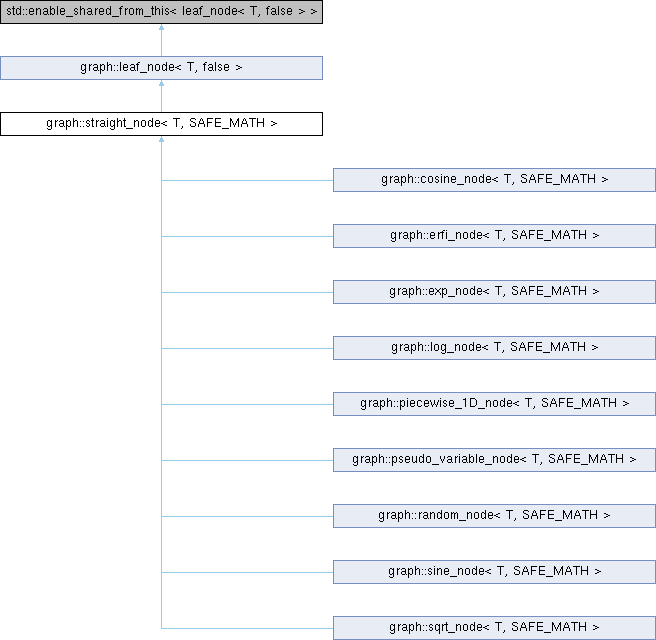 std::enable_shared_from_this< leaf_node< T, false > >
graph::leaf_node< T, false >
graph::straight_node< T, SAFE_MATH >
graph::cosine_node< T, SAFE_MATH >
graph::erfi_node< T, SAFE_MATH >
graph::exp_node< T, SAFE_MATH >
graph::log_node< T, SAFE_MATH >
graph::piecewise_1D_node< T, SAFE_MATH >
graph::pseudo_variable_node< T, SAFE_MATH >
graph::random_node< T, SAFE_MATH >
graph::sine_node< T, SAFE_MATH >
graph::sqrt_node< T, SAFE_MATH >